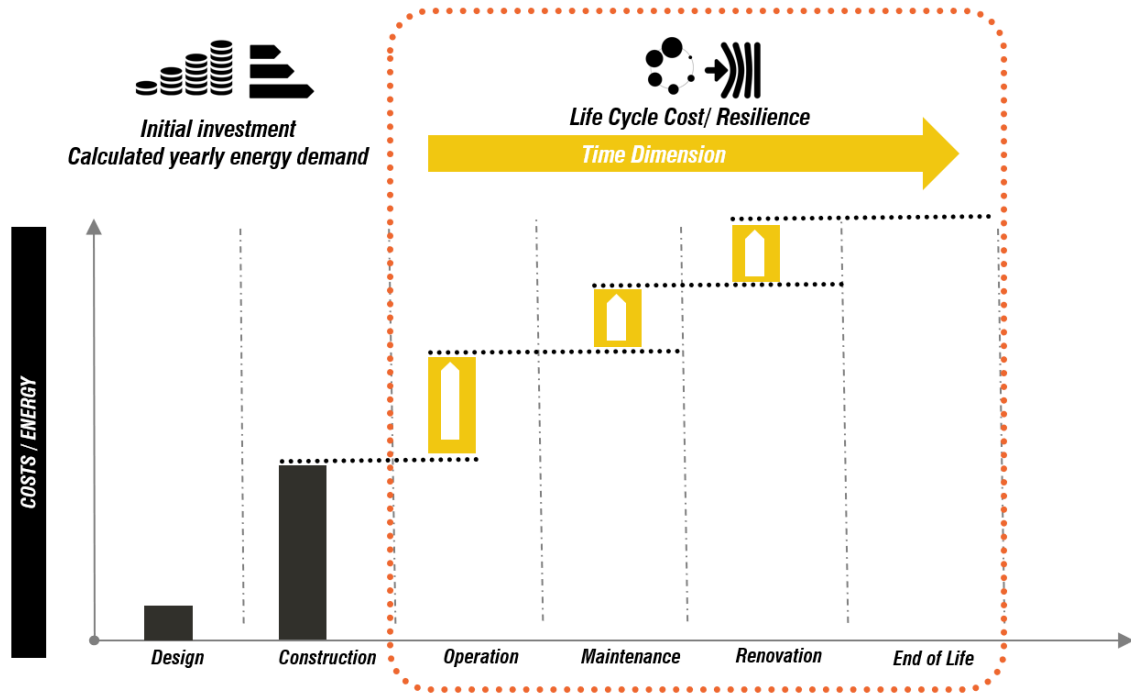 Initial investment
Calculated yearly energy demand
Life Cycle Cost/ Resilience
Time Dimension
COSTS / ENERGY
Design
Construction
Operation
Maintenance
Renovation
End of Life